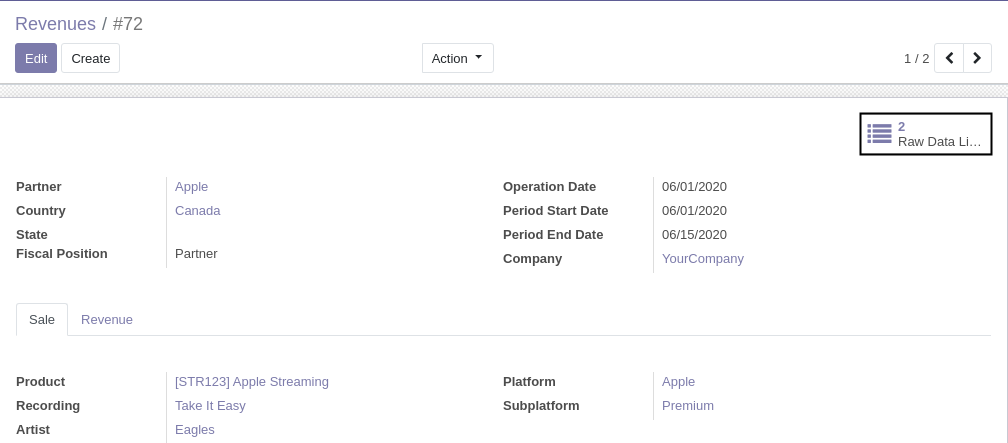 Revenues / #72
Edit Create Action 1 / 2
2
Raw Data Li...
Partner Apple Operation Date 06/01/2020
Country Canada Period Start Date 06/01/2020
State Period End Date 06/15/2020
Fiscal Position Partner
Company YourCompany
Sale Revenue
Product [STR123] Apple Streaming Platform Apple
Recording Take It Easy Subplatform Premium
Artist Eagles